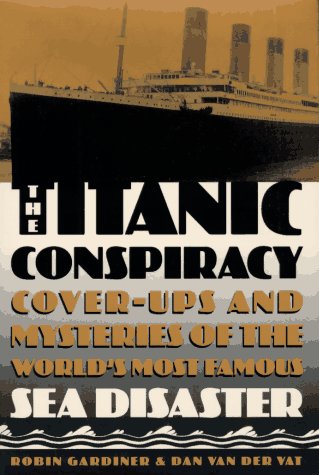 THE TITANIC
CONSPIRACY
COVER-UPS AND
MYSTERIES OF THE
WORLD'S MOST FAMOUS
SEA DISASTER
ROBIN GARDINER & DAN VAN DER VAT